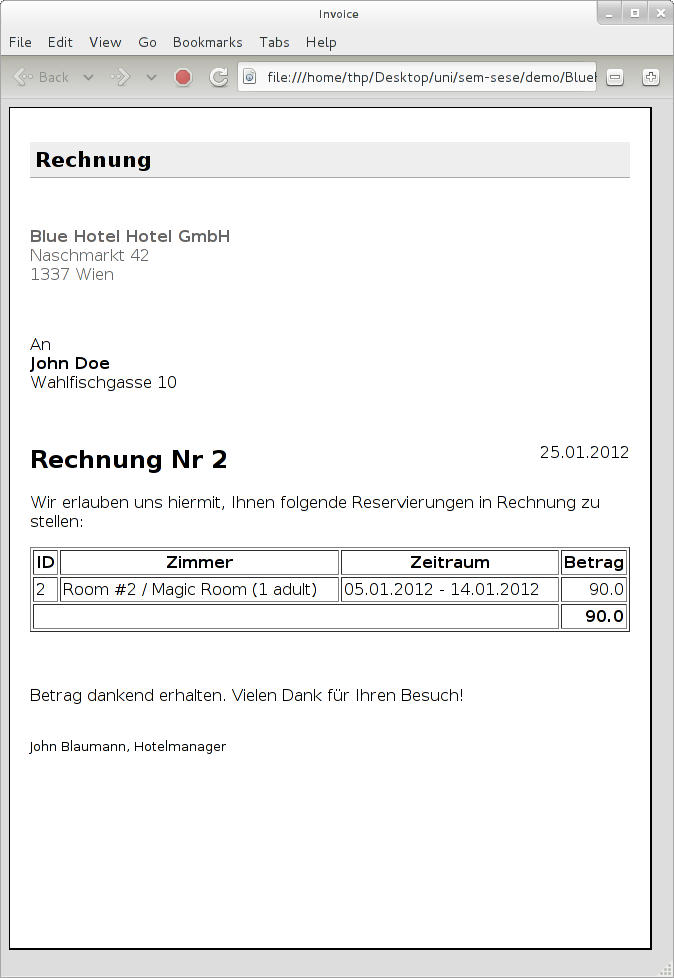 Invoice
File Edit View Go Bookmarks Tabs Help
Back file:///home/thp/Desktop/uni/sem-sese/demo/Blue
Rechnung
Blue Hotel Hotel GmbH
Naschmarkt 42
1337 Wien
An
John Doe
Wahlfischgasse 10
Rechnung Nr 2 25.01.2012
Wir erlauben uns hiermit, Ihnen folgende Reservierungen in Rechnung zu
stellen:
ID Zimmer Zeitraum Betrag
2 Room #2 / Magic Room (1 adult) 05.01.2012 - 14.01.2012 90.0
90.0
Betrag dankend erhalten. Vielen Dank für Ihren Besuch!
John Blaumann, Hotelmanager